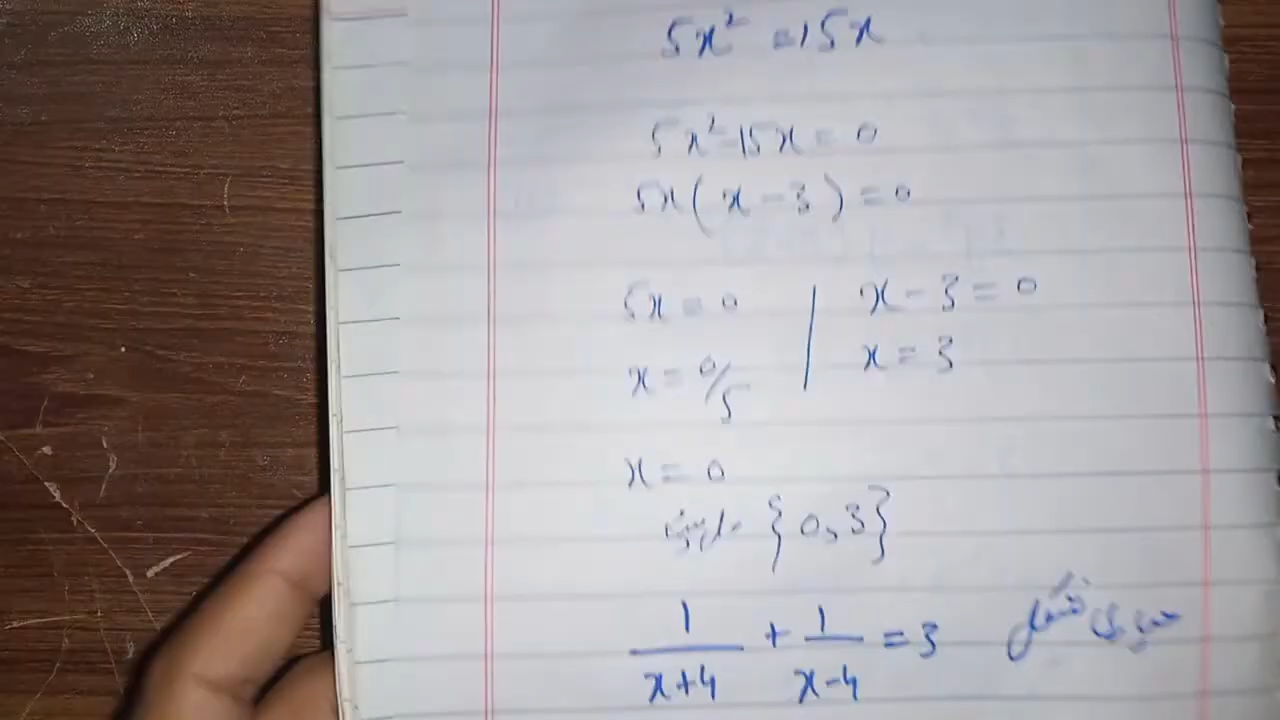 5x² = 15x
5x² - 15x = 0
5x(x - 3) = 0
5x = 0 / x - 3 = 0
x = 0/5 / x = 3
x = 0
{0, 3}
1/(x+4) + 1/(x-4) = 3